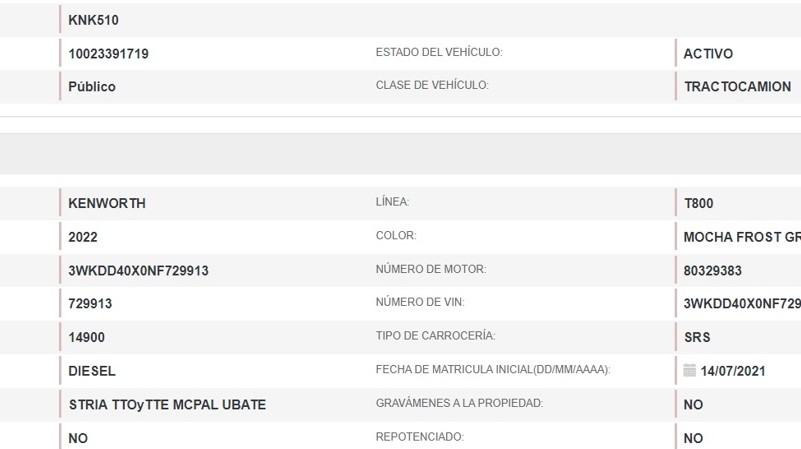 KNK510
10023391719 ESTADO DEL VEHÍCULO: ACTIVO
Público CLASE DE VEHÍCULO: TRACTOCAMION
KENWORTH LÍNEA: T800
2022 COLOR: MOCHA FROST GR
3WKDD40X0NF729913 NÚMERO DE MOTOR: 80329383
729913 NÚMERO DE VIN: 3WKDD40X0NF729
14900 TIPO DE CARROCERÍA: SRS
DIESEL FECHA DE MATRICULA INICIAL(DD/MM/AAAA): 14/07/2021
STRIA TTOyTTE MCPAL UBATE GRAVÁMENES A LA PROPIEDAD: NO
NO REPOTENCIADO: NO